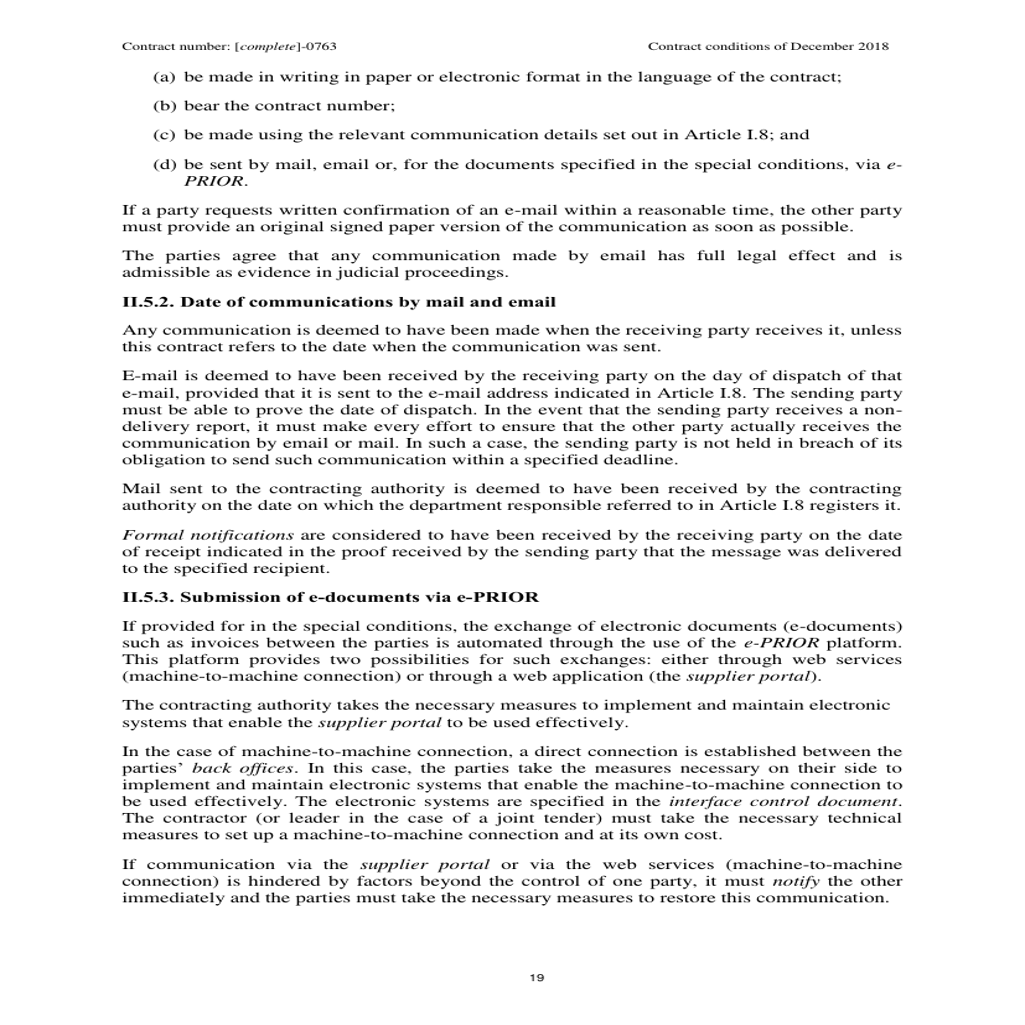 Contract number: [complete]-0763 Contract conditions of December 2018
(a) be made in writing in paper or electronic format in the language of the contract;
(b) bear the contract number;
(c) be made using the relevant communication details set out in Article I.8; and
(d) be sent by mail, email or, for the documents specified in the special conditions, via e-
PRIOR.
If a party requests written confirmation of an e-mail within a reasonable time, the other party
must provide an original signed paper version of the communication as soon as possible.
The parties agree that any communication made by email has full legal effect and is
admissible as evidence in judicial proceedings.
II.5.2. Date of communications by mail and email
Any communication is deemed to have been made when the receiving party receives it, unless
this contract refers to the date when the communication was sent.
E-mail is deemed to have been received by the receiving party on the day of dispatch of that
e-mail, provided that it is sent to the e-mail address indicated in Article I.8. The sending party
must be able to prove the date of dispatch. In the event that the sending party receives a non-
delivery report, it must make every effort to ensure that the other party actually receives the
communication by email or mail. In such a case, the sending party is not held in breach of its
obligation to send such communication within a specified deadline.
Mail sent to the contracting authority is deemed to have been received by the contracting
authority on the date on which the department responsible referred to in Article I.8 registers it.
Formal notifications are considered to have been received by the receiving party on the date
of receipt indicated in the proof received by the sending party that the message was delivered
to the specified recipient.
II.5.3. Submission of e-documents via e-PRIOR
If provided for in the special conditions, the exchange of electronic documents (e-documents)
such as invoices between the parties is automated through the use of the e-PRIOR platform.
This platform provides two possibilities for such exchanges: either through web services
(machine-to-machine connection) or through a web application (the supplier portal).
The contracting authority takes the necessary measures to implement and maintain electronic
systems that enable the supplier portal to be used effectively.
In the case of machine-to-machine connection, a direct connection is established between the
parties’ back offices. In this case, the parties take the measures necessary on their side to
implement and maintain electronic systems that enable the machine-to-machine connection to
be used effectively. The electronic systems are specified in the interface control document.
The contractor (or leader in the case of a joint tender) must take the necessary technical
measures to set up a machine-to-machine connection and at its own cost.
If communication via the supplier portal or via the web services (machine-to-machine
connection) is hindered by factors beyond the control of one party, it must notify the other
immediately and the parties must take the necessary measures to restore this communication.
19